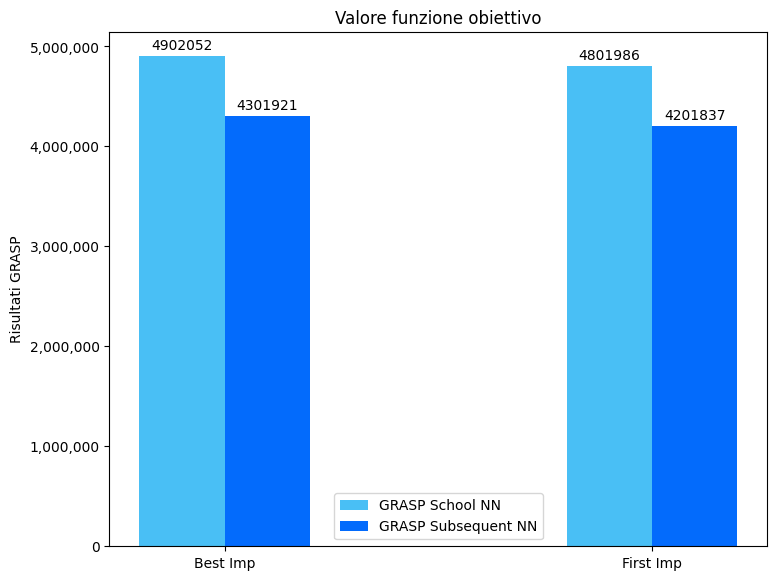 Valore funzione obiettivo
4902052
4301921
4801986
4201837
5,000,000
4,000,000
3,000,000
2,000,000
1,000,000
0
Risultati GRASP
GRASP School NN
GRASP Subsequent NN
Best Imp
First Imp